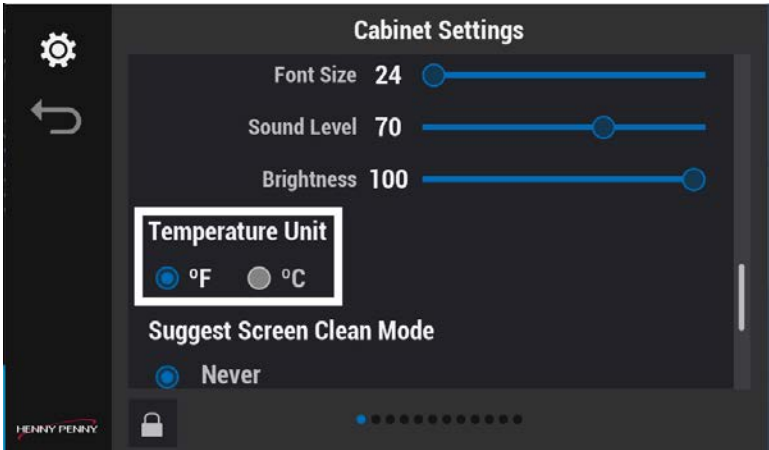 Cabinet Settings
Font Size 24
Sound Level 70
Brightness 100
Temperature Unit
ºF ºC
Suggest Screen Clean Mode
Never
HENNY PENNY